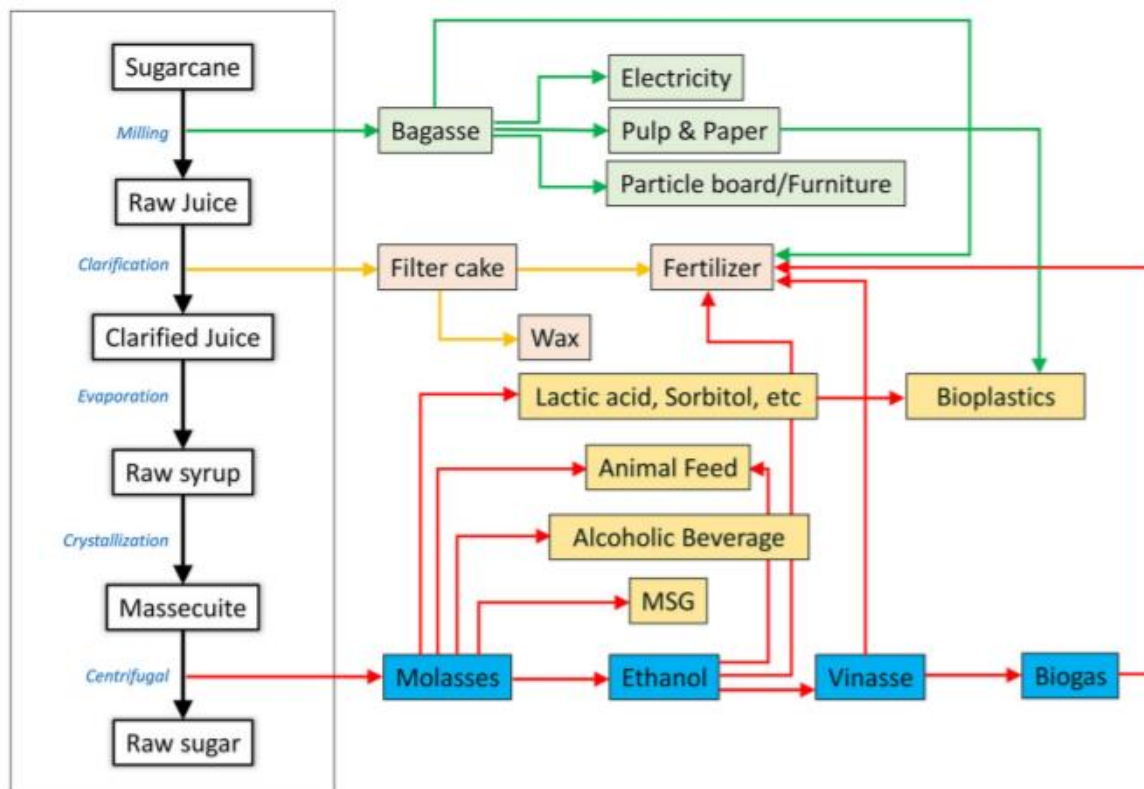 Sugarcane
Milling
Raw Juice
Clarification
Clarified Juice
Evaporation
Raw syrup
Crystallization
Massecuite
Centrifugal
Raw sugar
Bagasse
Electricity
Pulp & Paper
Particle board/Furniture
Filter cake
Fertilizer
Wax
Lactic acid, Sorbitol, etc
Bioplastics
Animal Feed
Alcoholic Beverage
MSG
Molasses
Ethanol
Vinasse
Biogas